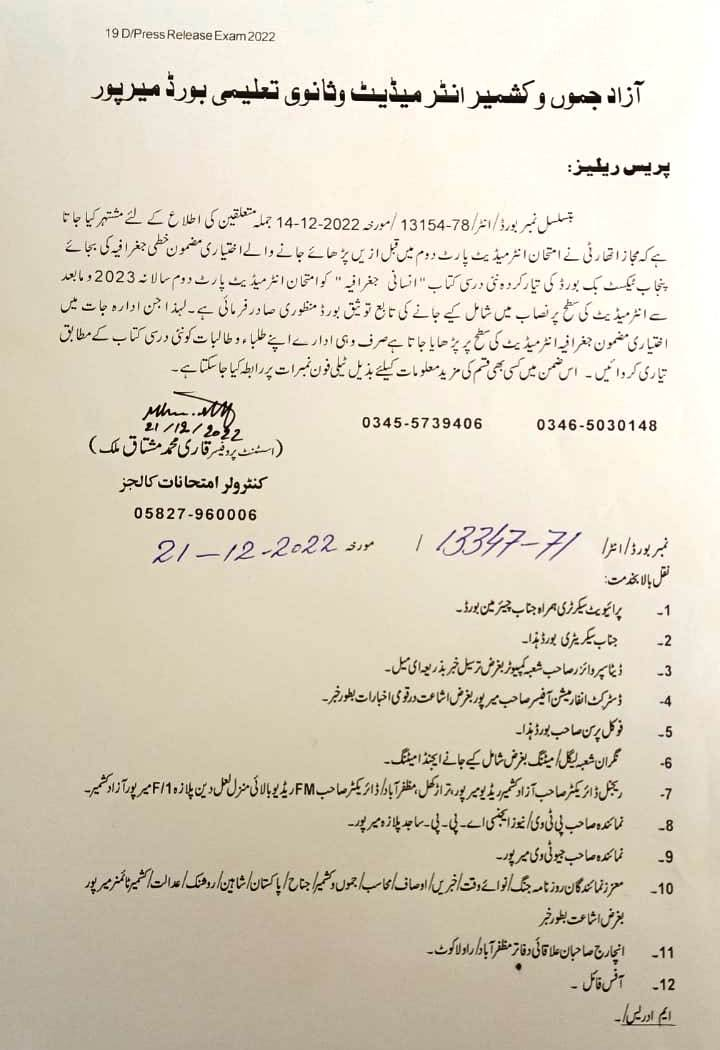 19 D/Press Release Exam 2022
آزاد جموں و کشمیر انٹر میڈیٹ و ثانوی تعلیمی بورڈ میرپور
پریس ریلیز:
بتسلسل نمبر بورڈ/انٹر/ 13154-78 /مورخہ 2022-12-14 جملہ متعلقین کی اطلاع کے لئے مشتہر کیا جاتا
ہے کہ مجاز اتھارٹی نے امتحان انٹرمیڈیٹ پارٹ دوم میں قبل ازیں پڑھائے جانے والے اختیاری مضمون خطی جغرافیہ کی بجائے
پنجاب ٹیکسٹ بک بورڈ کی تیار کردہ نئی درسی کتاب "انسانی جغرافیہ" کو امتحان انٹرمیڈیٹ پارٹ دوم سالانہ 2023 و مابعد
سے انٹرمیڈیٹ کی سطح پر نصاب میں شامل کیے جانے کی تابع توثیق بورڈ منظوری صادر فرمائی ہے۔ لہذا جن ادارہ جات میں
اختیاری مضمون جغرافیہ انٹرمیڈیٹ کی سطح پر پڑھایا جاتا ہے صرف وہی ادارے اپنے طلباء و طالبات کو نئی درسی کتاب کے مطابق
تیاری کروائیں ۔ اس ضمن میں کسی بھی قسم کی مزید معلومات کیلئے بذیل ٹیلی فون نمبرات پر رابطہ کیا جا سکتا ہے۔
0345-5739406 0346-5030148
21/12/2022
(اسسٹنٹ پروفیسر قاری محمد مشتاق ملک)
کنٹرولر امتحانات کالجز
05827-960006
نمبر بورڈ/انٹر/ 13347-71 / مورخہ 21-12-2022
نقل بالا بخدمت:
1۔ پرائیویٹ سیکرٹری ہمراہ جناب چیئرمین بورڈ۔
2۔ جناب سیکریٹری بورڈ ہذا۔
3۔ ڈیٹا سپروائزر صاحب شعبہ کمپیوٹر بغرض ترسیل خبر بذریعہ ای میل۔
4۔ ڈسٹرکٹ انفارمیشن آفیسر صاحب میرپور بغرض اشاعت در قومی اخبارات بطور خبر۔
5۔ فوکل پرسن صاحب بورڈ ہذا۔
6۔ نگران شعبہ لیگل/میٹنگ بغرض شامل کیے جانے ایجنڈا میٹنگ۔
7۔ ریجنل ڈائریکٹر صاحب آزاد کشمیر ریڈیو میرپور، تراڑکھل، مظفرآباد/ڈائریکٹر صاحب FM ریڈیو بالائی منزل لعل دین پلازہ F/1 میرپور آزاد کشمیر۔
8۔ نمائندہ صاحب پی ٹی وی/نیوز ایجنسی اے۔پی۔پی۔ ساجد پلازہ میرپور۔
9۔ نمائندہ صاحب جیو ٹی وی میرپور۔
10۔ معزز نمائندگان روزنامہ جنگ/نوائے وقت/خبریں/اوصاف/محاسب/جموں و کشمیر/جناح/پاکستان/شاہین/روشنک/عدالت/کشمیر ٹائمنر میرپور
بغرض اشاعت بطور خبر
11۔ انچارج صاحبان علاقائی دفاتر مظفرآباد/راولاکوٹ۔
12۔ آفس فائل ۔
ایم ادریس/۔